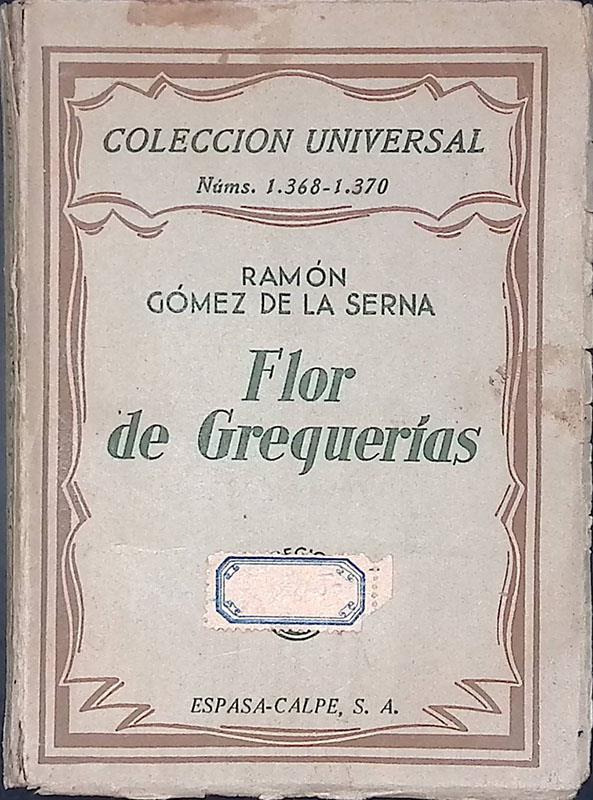 COLECCION UNIVERSAL
Núms. 1.368-1.370
RAMÓN
GÓMEZ DE LA SERNA
Flor
de Greguerías
ESPASA-CALPE, S. A.